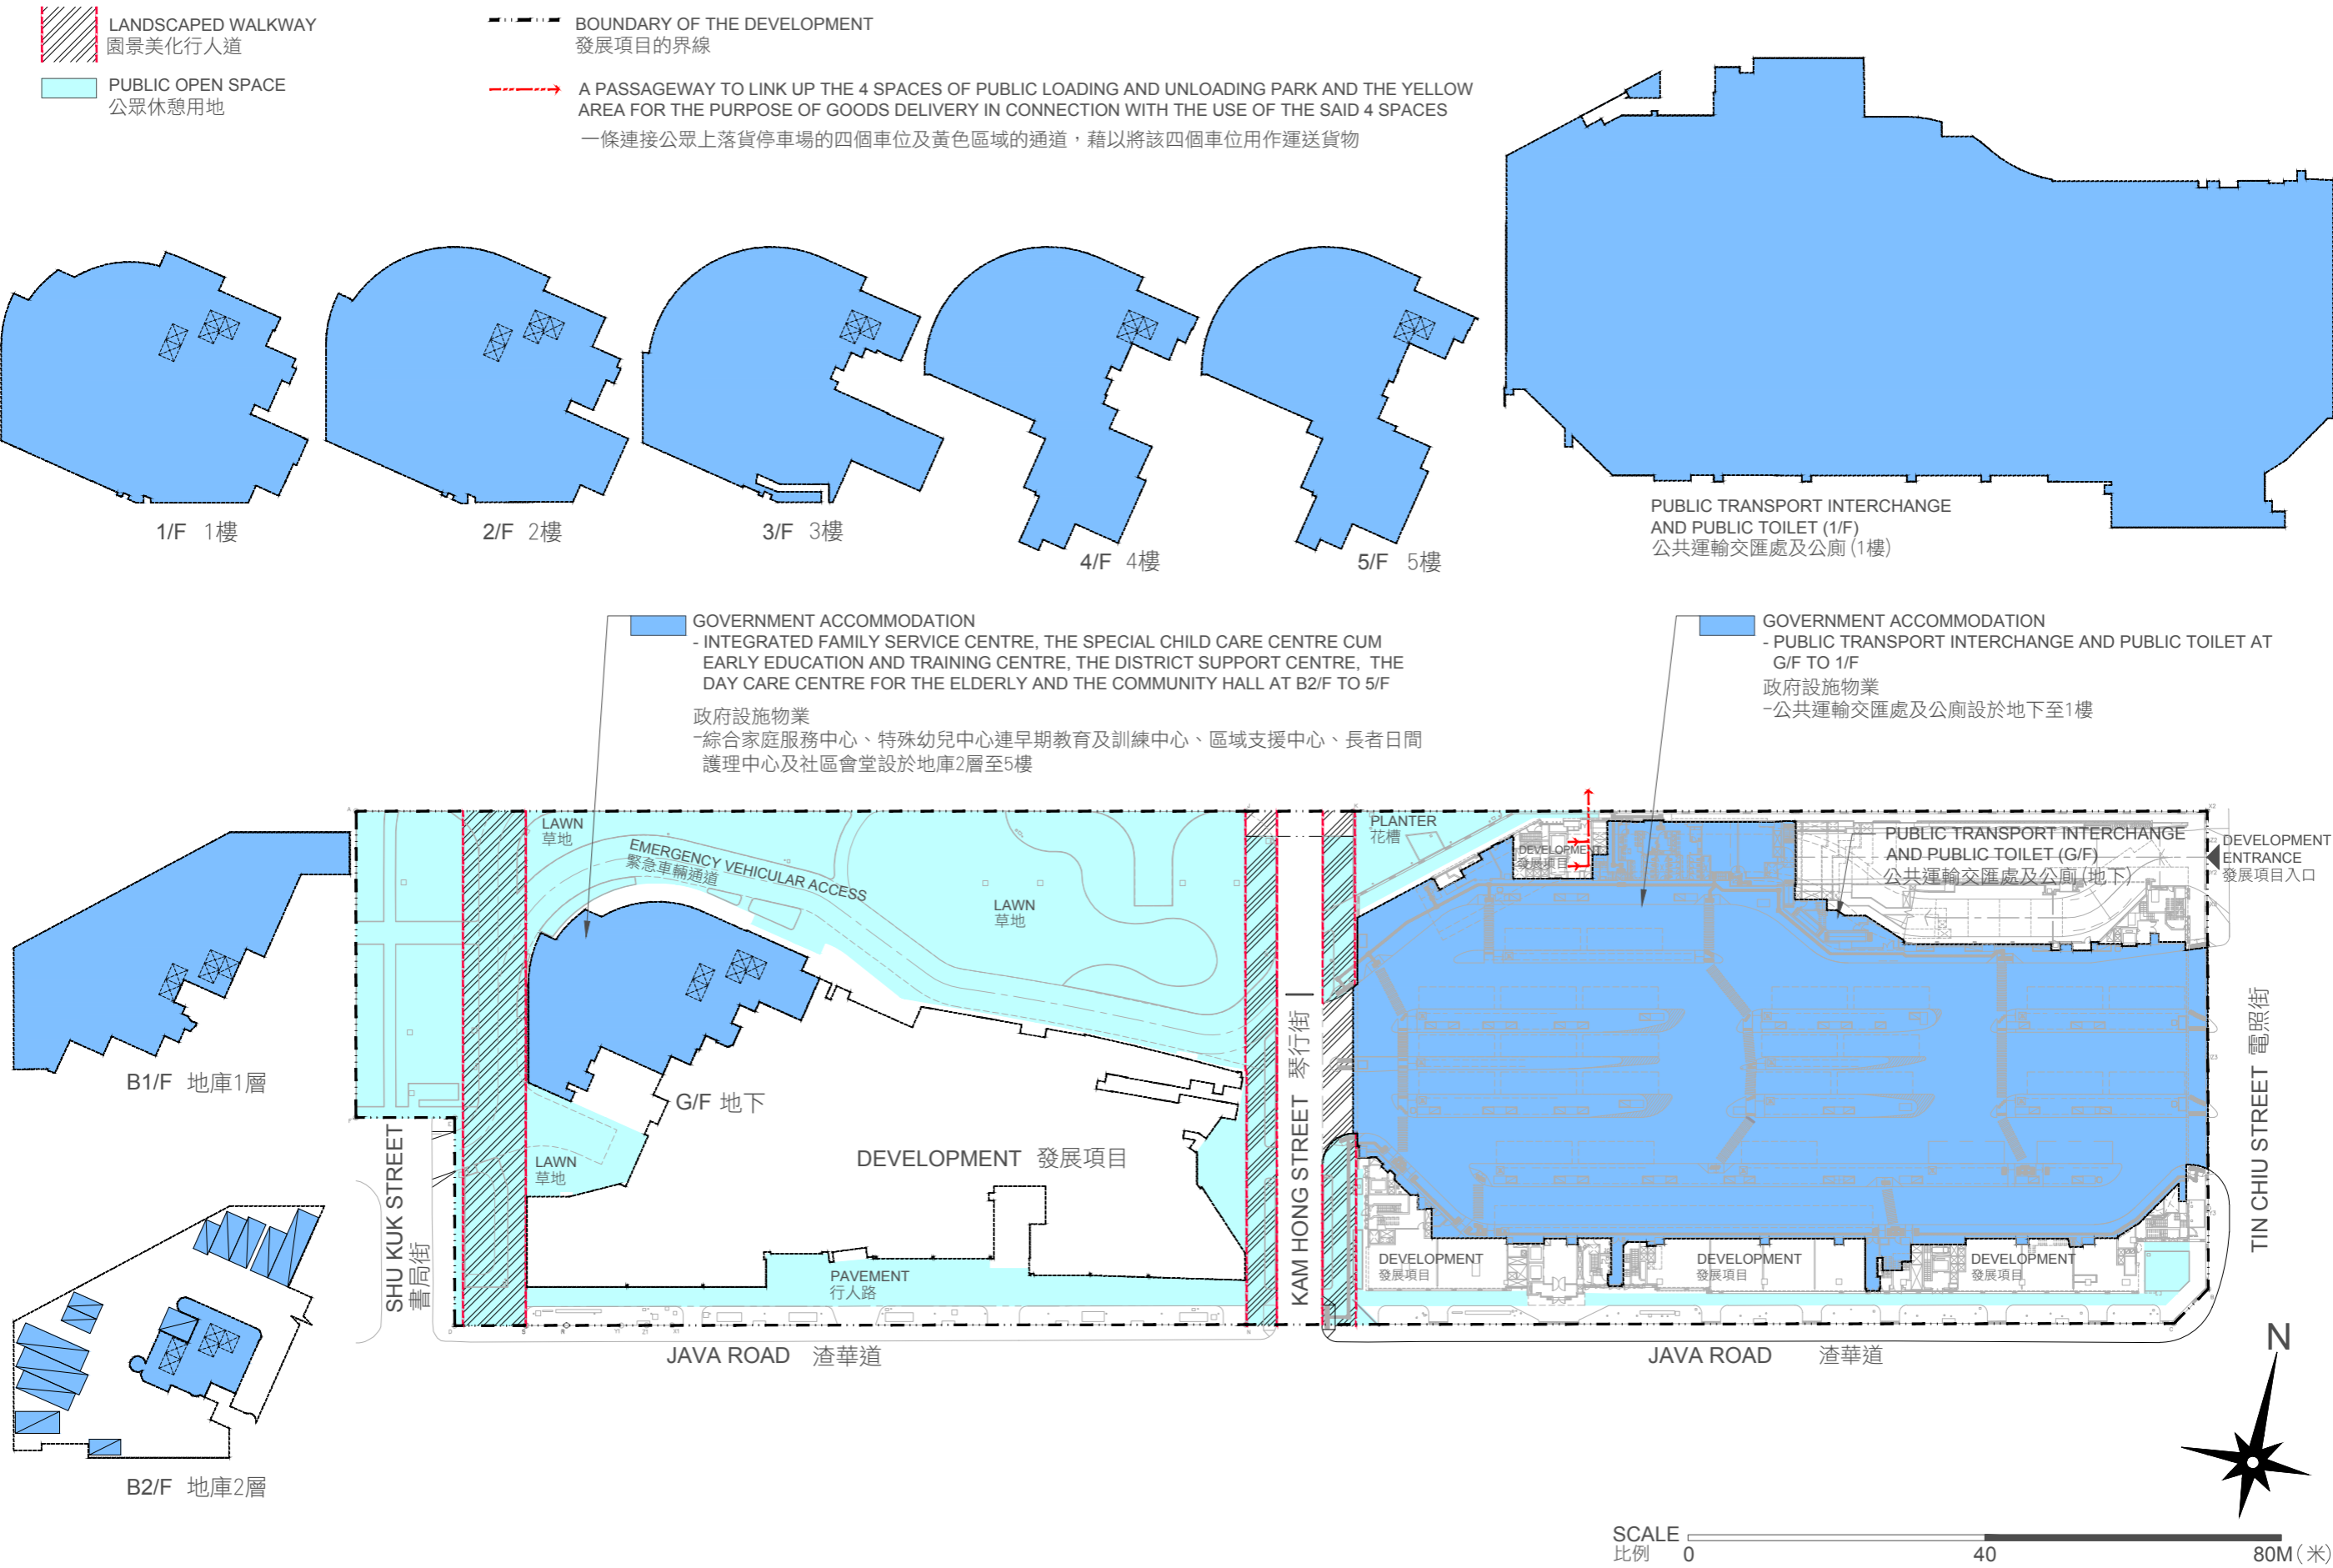 LANDSCAPED WALKWAY
園景美化行人道
PUBLIC OPEN SPACE
公眾休憩用地
BOUNDARY OF THE DEVELOPMENT
發展項目的界線
A PASSAGEWAY TO LINK UP THE 4 SPACES OF PUBLIC LOADING AND UNLOADING PARK AND THE YELLOW
AREA FOR THE PURPOSE OF GOODS DELIVERY IN CONNECTION WITH THE USE OF THE SAID 4 SPACES
一條連接公眾上落貨停車場的四個車位及黃色區域的通道，藉以將該四個車位用作運送貨物
1/F 1樓
2/F 2樓
3/F 3樓
4/F 4樓
5/F 5樓
PUBLIC TRANSPORT INTERCHANGE
AND PUBLIC TOILET (1/F)
公共運輸交匯處及公廁(1樓)
GOVERNMENT ACCOMMODATION
- INTEGRATED FAMILY SERVICE CENTRE, THE SPECIAL CHILD CARE CENTRE CUM
EARLY EDUCATION AND TRAINING CENTRE, THE DISTRICT SUPPORT CENTRE, THE
DAY CARE CENTRE FOR THE ELDERLY AND THE COMMUNITY HALL AT B2/F TO 5/F
政府設施物業
-綜合家庭服務中心、特殊幼兒中心連早期教育及訓練中心、區域支援中心、長者日間
護理中心及社區會堂設於地庫2層至5樓
GOVERNMENT ACCOMMODATION
- PUBLIC TRANSPORT INTERCHANGE AND PUBLIC TOILET AT
G/F TO 1/F
政府設施物業
-公共運輸交匯處及公廁設於地下至1樓
LAWN
草地
EMERGENCY VEHICULAR ACCESS
緊急車輛通道
LAWN
草地
PLANTER
花槽
DEVELOPMENT
發展項目
PUBLIC TRANSPORT INTERCHANGE
AND PUBLIC TOILET (G/F)
公共運輸交匯處及公廁(地下)
DEVELOPMENT
ENTRANCE
發展項目入口
B1/F 地庫1層
G/F 地下
LAWN
草地
DEVELOPMENT 發展項目
SHU KUK STREET
書局街
KAM HONG STREET 琴行街
TIN CHIU STREET 電照街
PAVEMENT
行人路
DEVELOPMENT
發展項目
DEVELOPMENT
發展項目
DEVELOPMENT
發展項目
JAVA ROAD 渣華道
JAVA ROAD 渣華道
B2/F 地庫2層
N
SCALE
比例
0 40 80M(米)